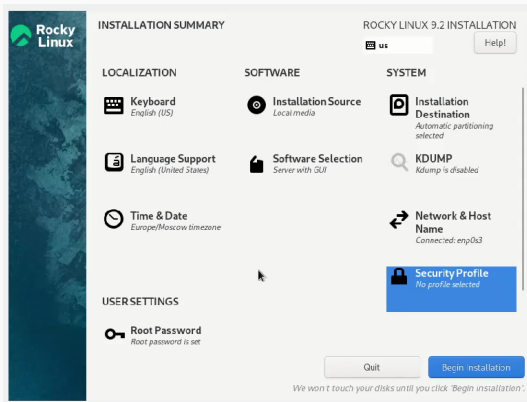 Rocky
Linux
INSTALLATION SUMMARY
ROCKY LINUX 9.2 INSTALLATION
us
Help!
LOCALIZATION
Keyboard
English (US)
Language Support
English (United States)
Time & Date
Europe/Moscow timezone
SOFTWARE
Installation Source
Local media
Software Selection
Server with GUI
SYSTEM
Installation
Destination
Automatic partitioning
selected
KDUMP
Kdump is disabled
Network & Host
Name
Connected: enp0s3
Security Profile
No profile selected
USER SETTINGS
Root Password
Root password is set
Quit
Begin Installation
We won't touch your disks until you click 'Begin Installation'.